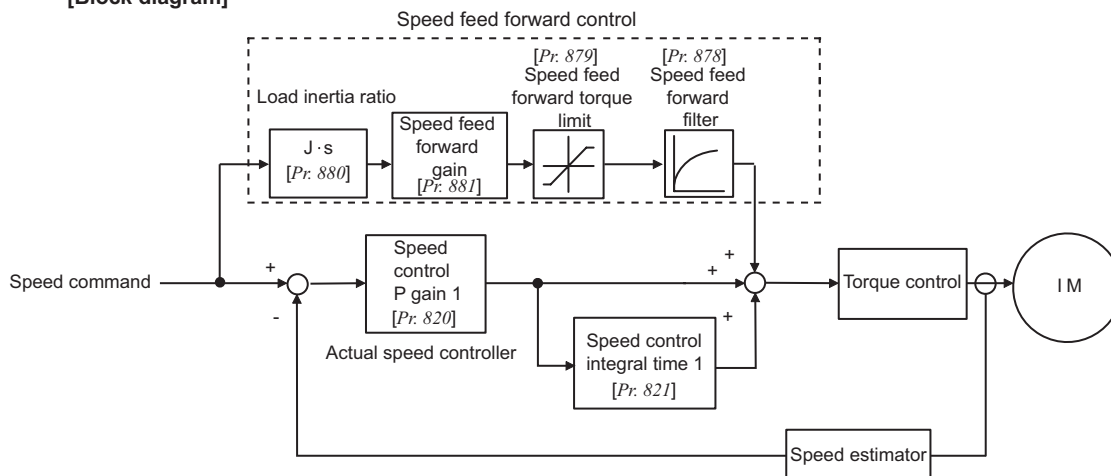 [Block diagram]
Speed feed forward control
Load inertia ratio
J·s
[Pr. 880]
Speed feed
forward
gain
[Pr. 881]
[Pr. 879]
Speed feed
forward torque
limit
[Pr. 878]
Speed feed
forward
filter
Speed command
+
-
Speed
control
P gain 1
[Pr. 820]
Actual speed controller
Speed control
integral time 1
[Pr. 821]
+
+
+
Torque control
IM
Speed estimator